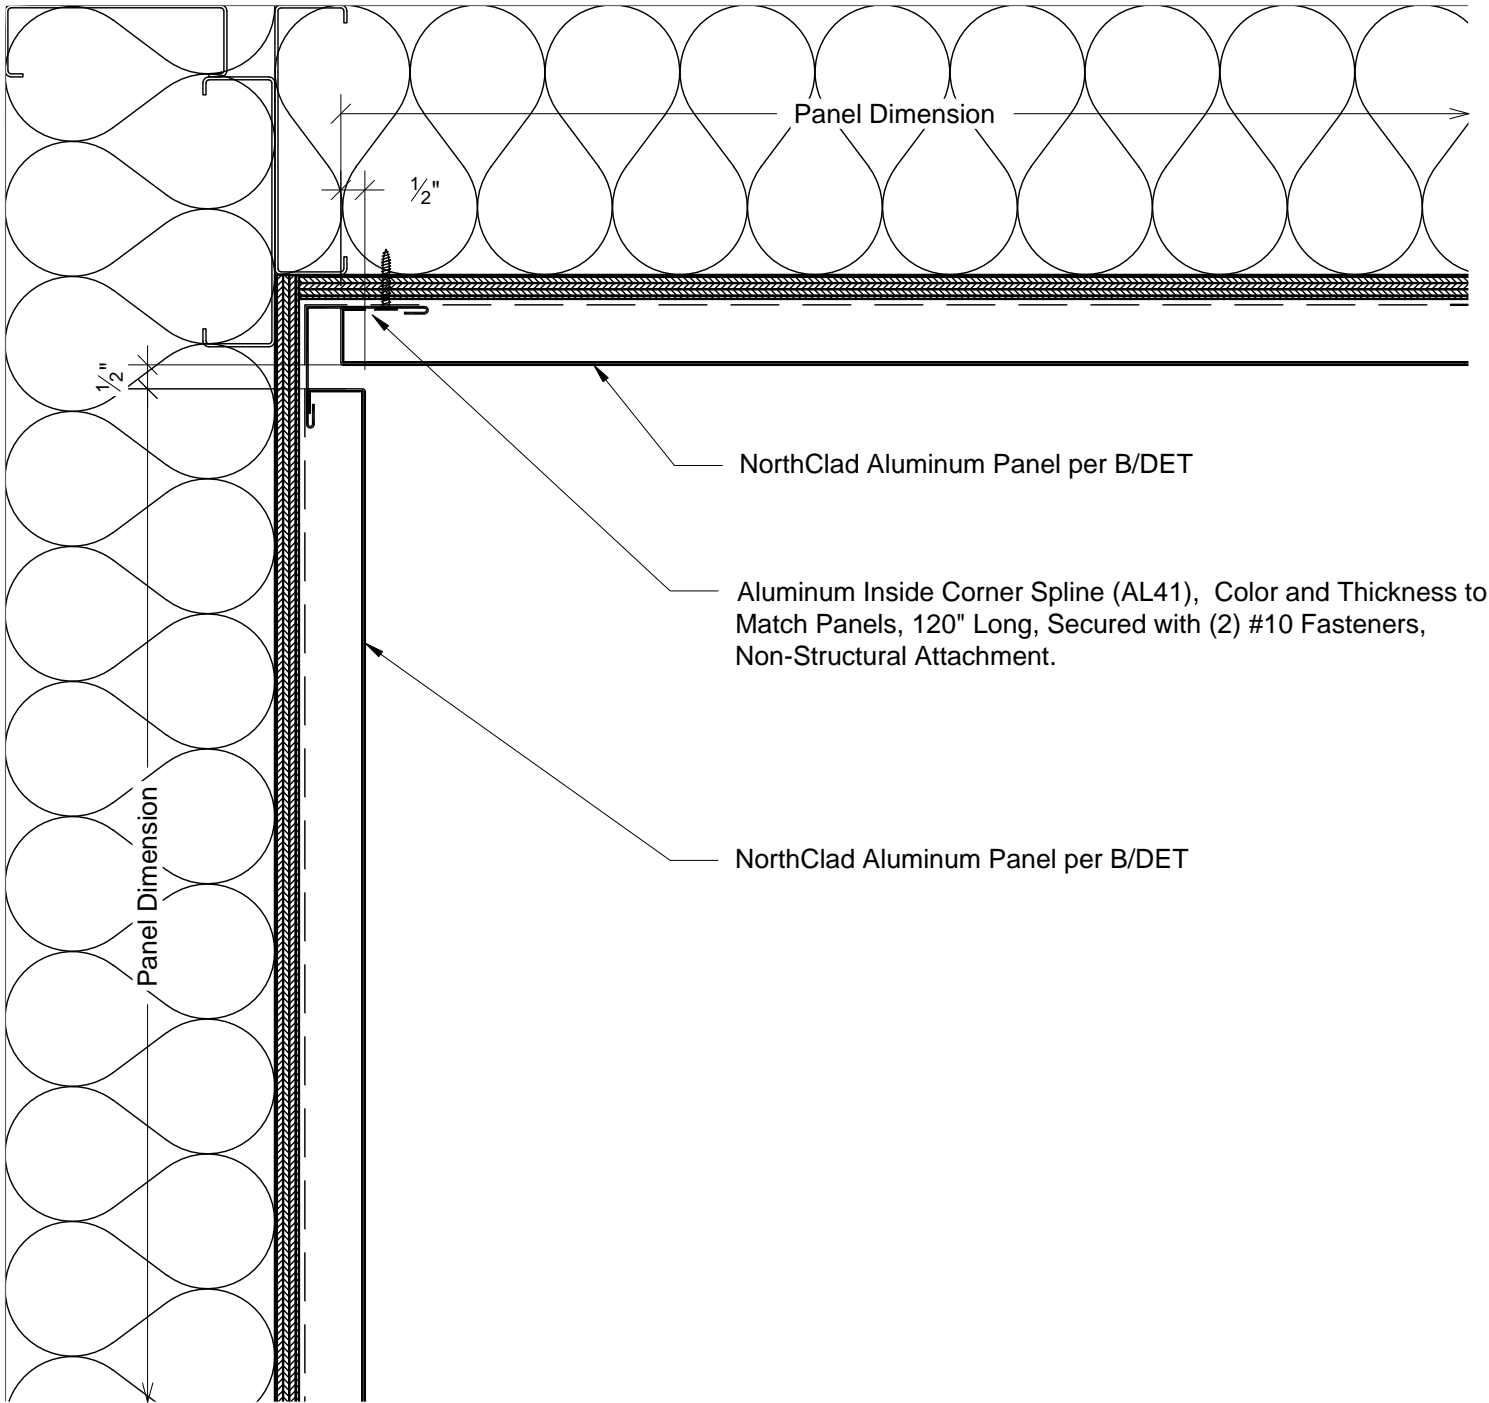 Panel Dimension
½"
½"
NorthClad Aluminum Panel per B/DET
Aluminum Inside Corner Spline (AL41), Color and Thickness to
Match Panels, 120" Long, Secured with (2) #10 Fasteners,
Non-Structural Attachment.
Panel Dimension
NorthClad Aluminum Panel per B/DET